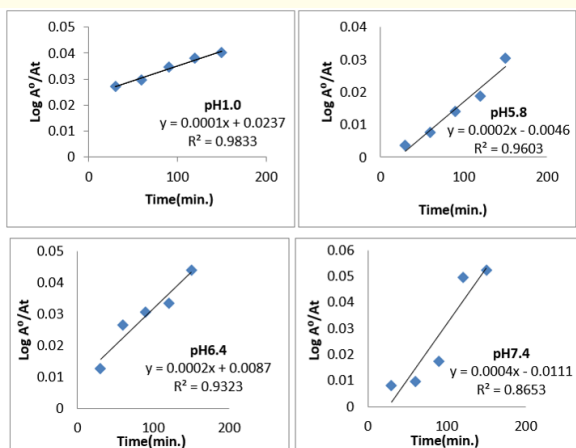 0.05
0.04
0.03
0.02
0.01
0
0
100
200
Log A⁰/At
pH1.0
y = 0.0001x + 0.0237
R² = 0.9833
Time(min.)
0.04
0.03
0.02
0.01
0
0
100
200
Log A⁰/At
pH5.8
y = 0.0002x - 0.0046
R² = 0.9603
Time(min.)
0.05
0.04
0.03
0.02
0.01
0
0
100
200
Log A⁰/At
pH6.4
y = 0.0002x + 0.0087
R² = 0.9323
Time(min.)
0.06
0.05
0.04
0.03
0.02
0.01
0
0
100
200
Log A⁰/At
pH7.4
y = 0.0004x - 0.0111
R² = 0.8653
Time(min.)